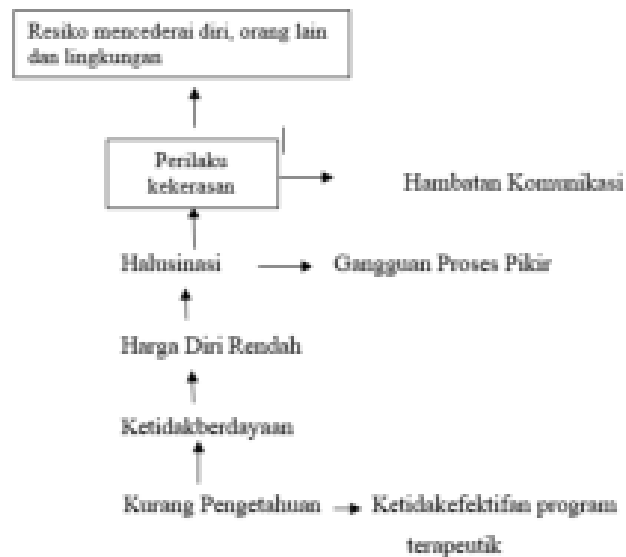 Resiko mencederai diri, orang lain
dan lingkungan
Perilaku
kekerasan
Hambatan Komunikasi
Halusinasi
Gangguan Proses Pikir
Harga Diri Rendah
Ketidakberdayaan
Kurang Pengetahuan
Ketidakefektifan program
terapeutik